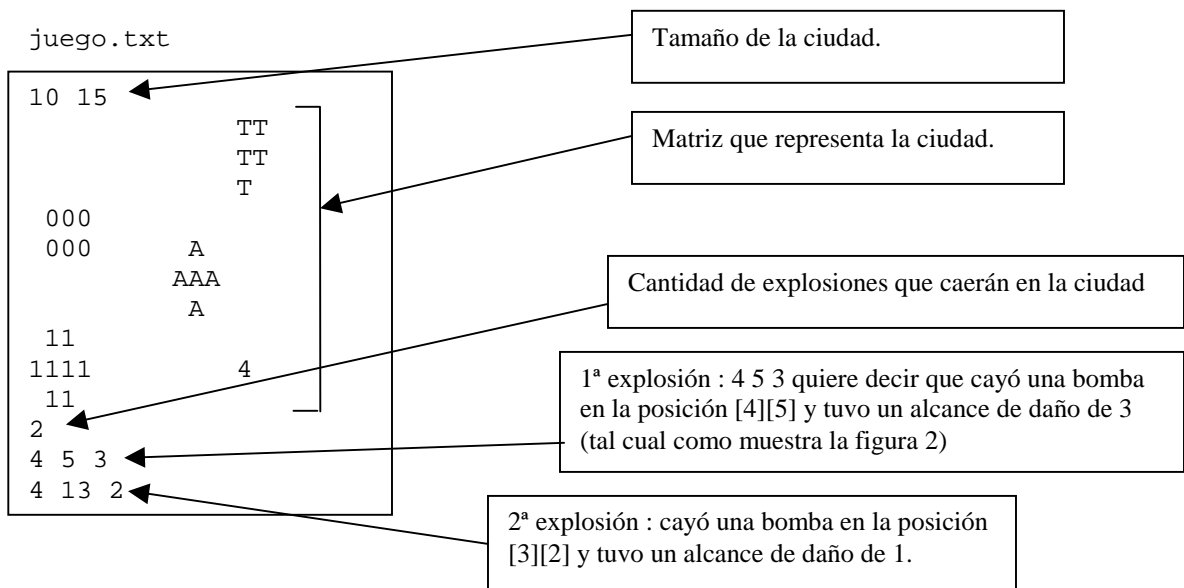 juego.txt
10 15
TT
TT
T
000
000 A
AAA
A
11
1111 4
11
2
4 5 3
4 13 2
Tamaño de la ciudad.
Matriz que representa la ciudad.
Cantidad de explosiones que caerán en la ciudad
1ª explosión : 4 5 3 quiere decir que cayó una bomba
en la posición [4][5] y tuvo un alcance de daño de 3
(tal cual como muestra la figura 2)
2ª explosión : cayó una bomba en la posición
[3][2] y tuvo un alcance de daño de 1.